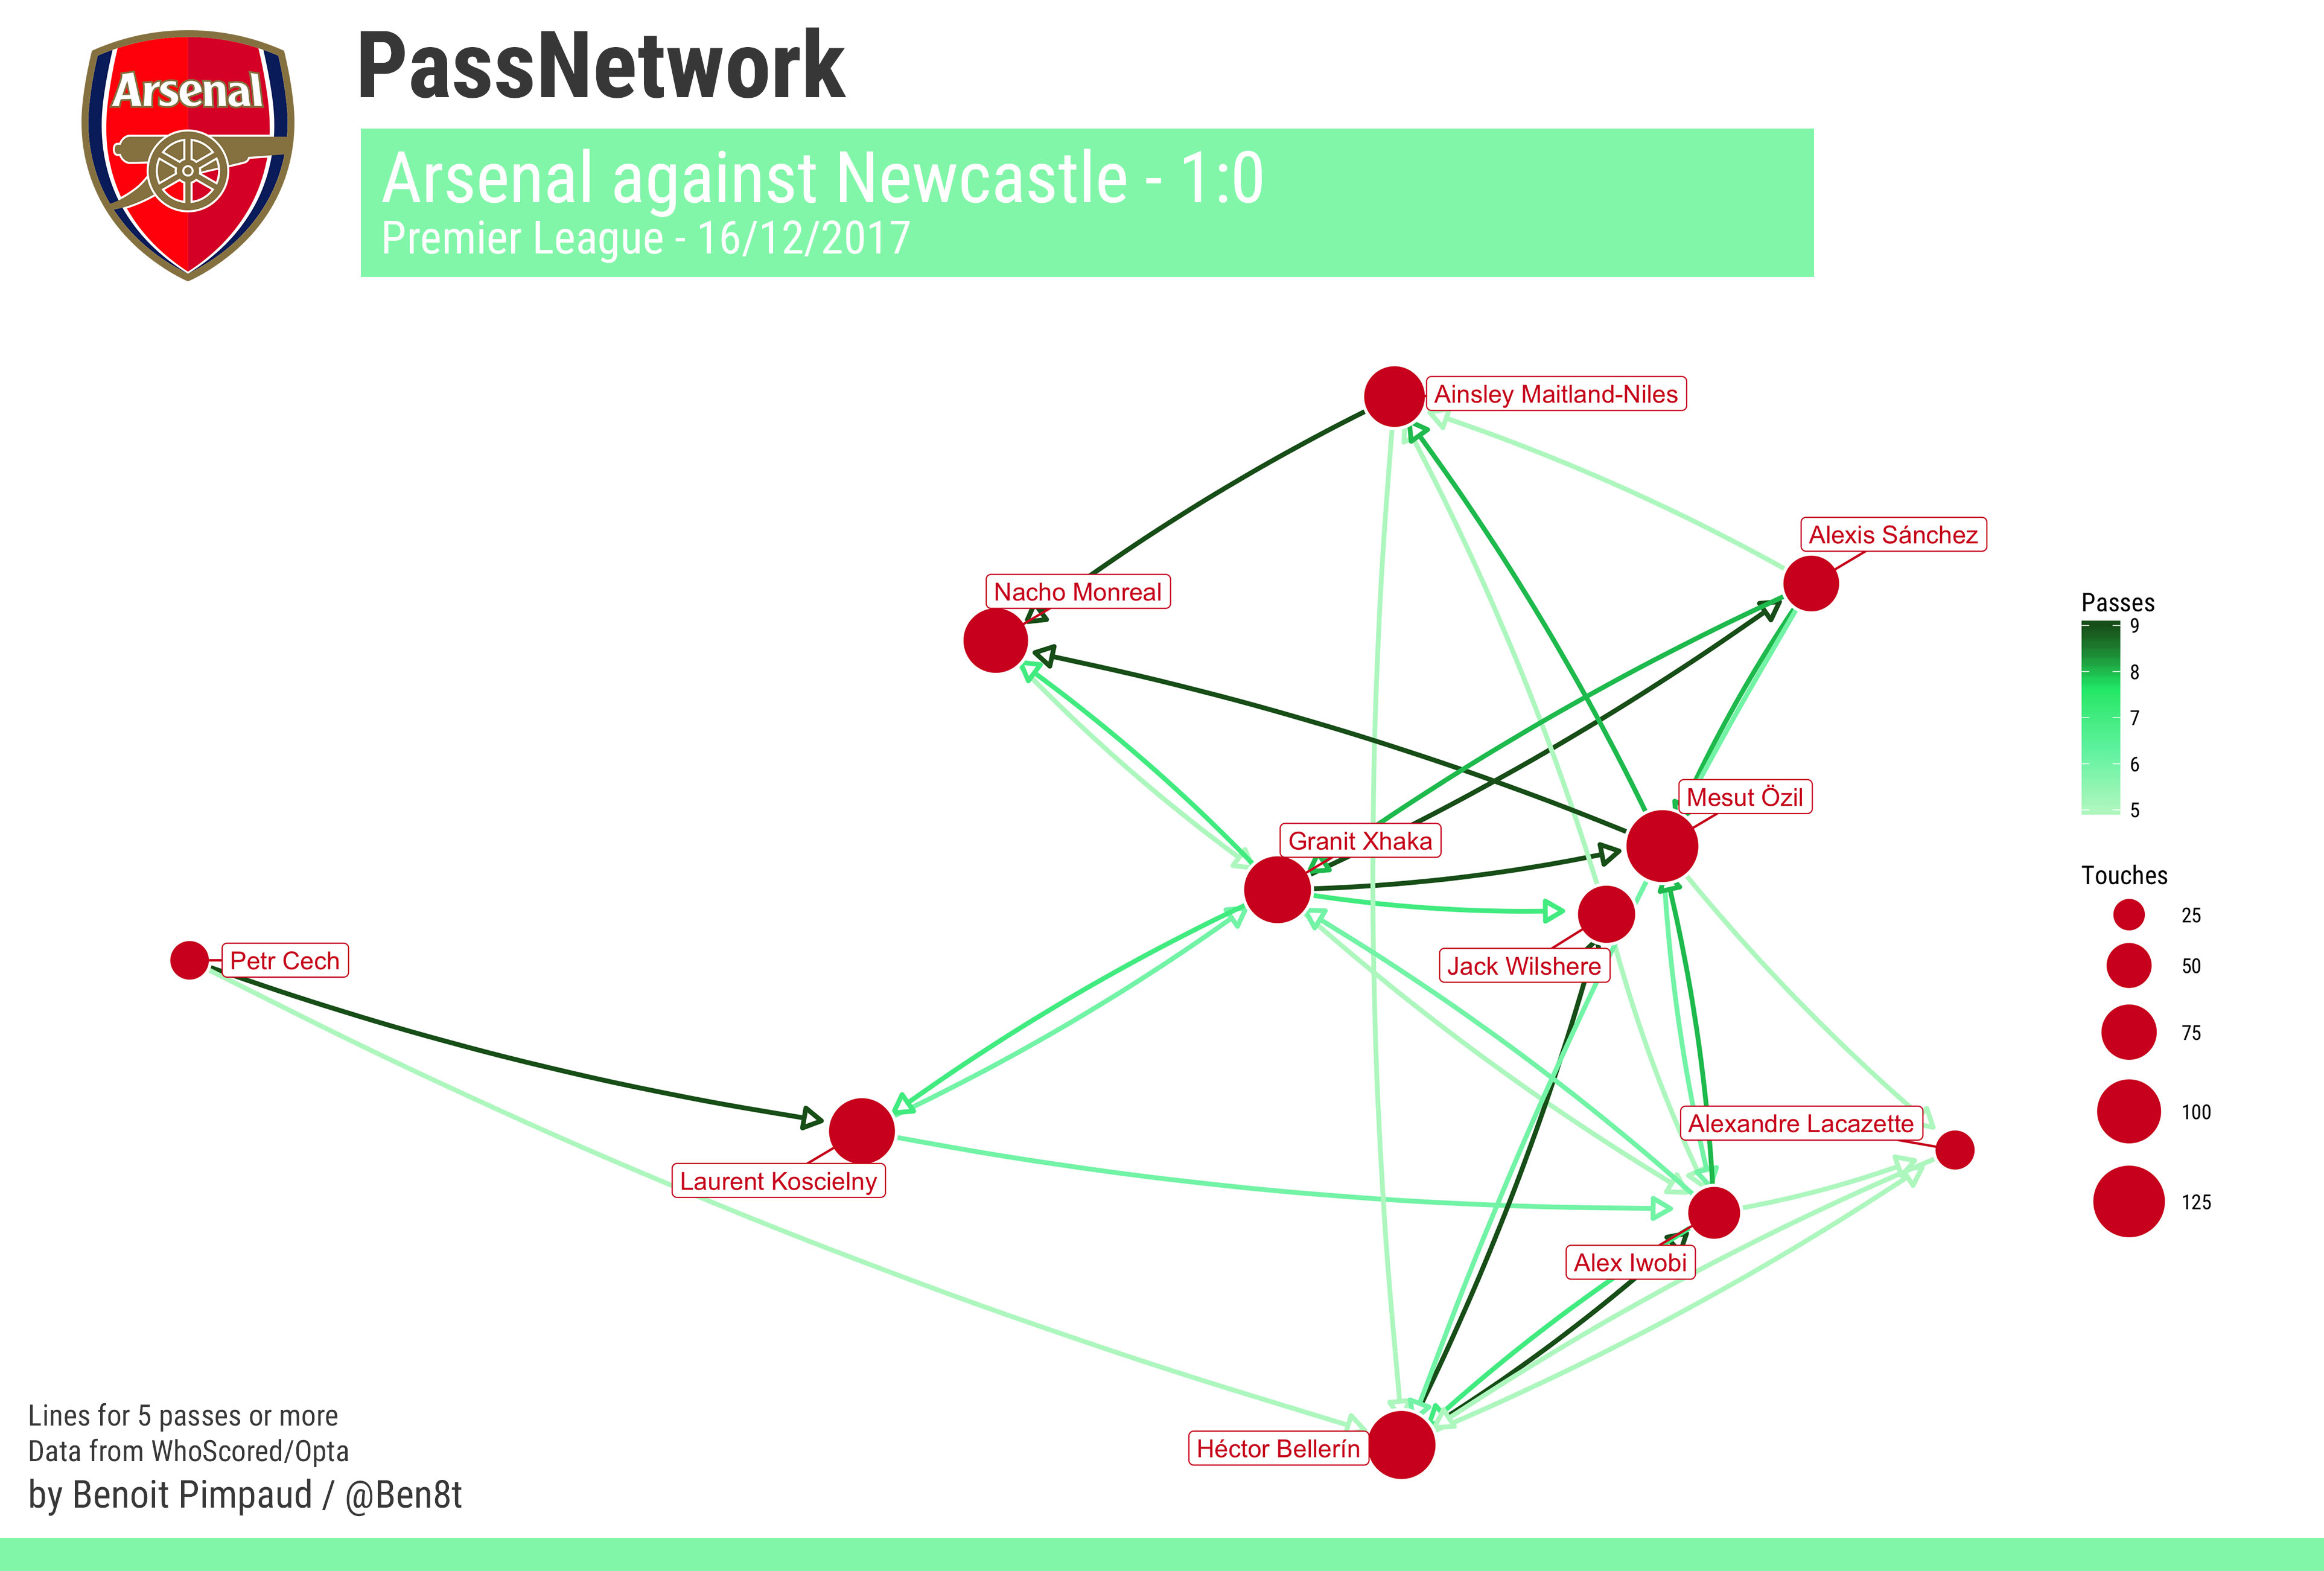 Arsenal
PassNetwork
Arsenal against Newcastle - 1:0
Premier League - 16/12/2017
Ainsley Maitland-Niles
Alexis Sánchez
Nacho Monreal
Mesut Özil
Granit Xhaka
Jack Wilshere
Petr Cech
Alexandre Lacazette
Laurent Koscielny
Alex Iwobi
Héctor Bellerín
Passes
9
8
7
6
5
Touches
25
50
75
100
125
Lines for 5 passes or more
Data from WhoScored/Opta
by Benoit Pimpaud / @Ben8t